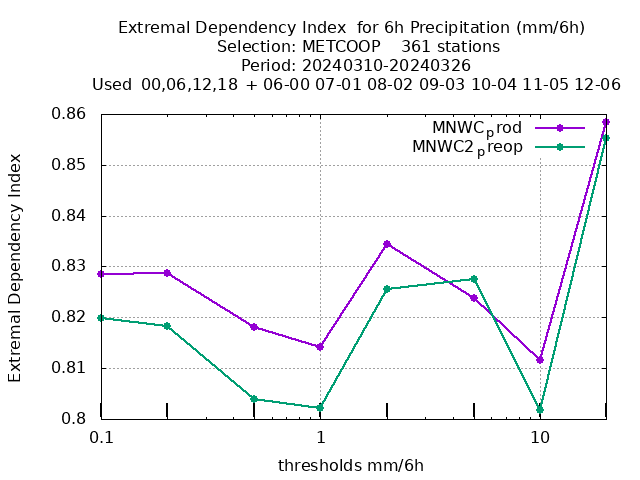 Extremal Dependency Index  for 6h Precipitation (mm/6h)
Selection: METCOOP    361 stations
Period: 20240310-20240326
Used  00,06,12,18  + 06-00 07-01 08-02 09-03 10-04 11-05 12-06
0.86
0.85
0.84
0.83
0.82
0.81
0.8
Extremal Dependency Index
MNWCprod
MNWC2preop
0.1
1
10
thresholds mm/6h